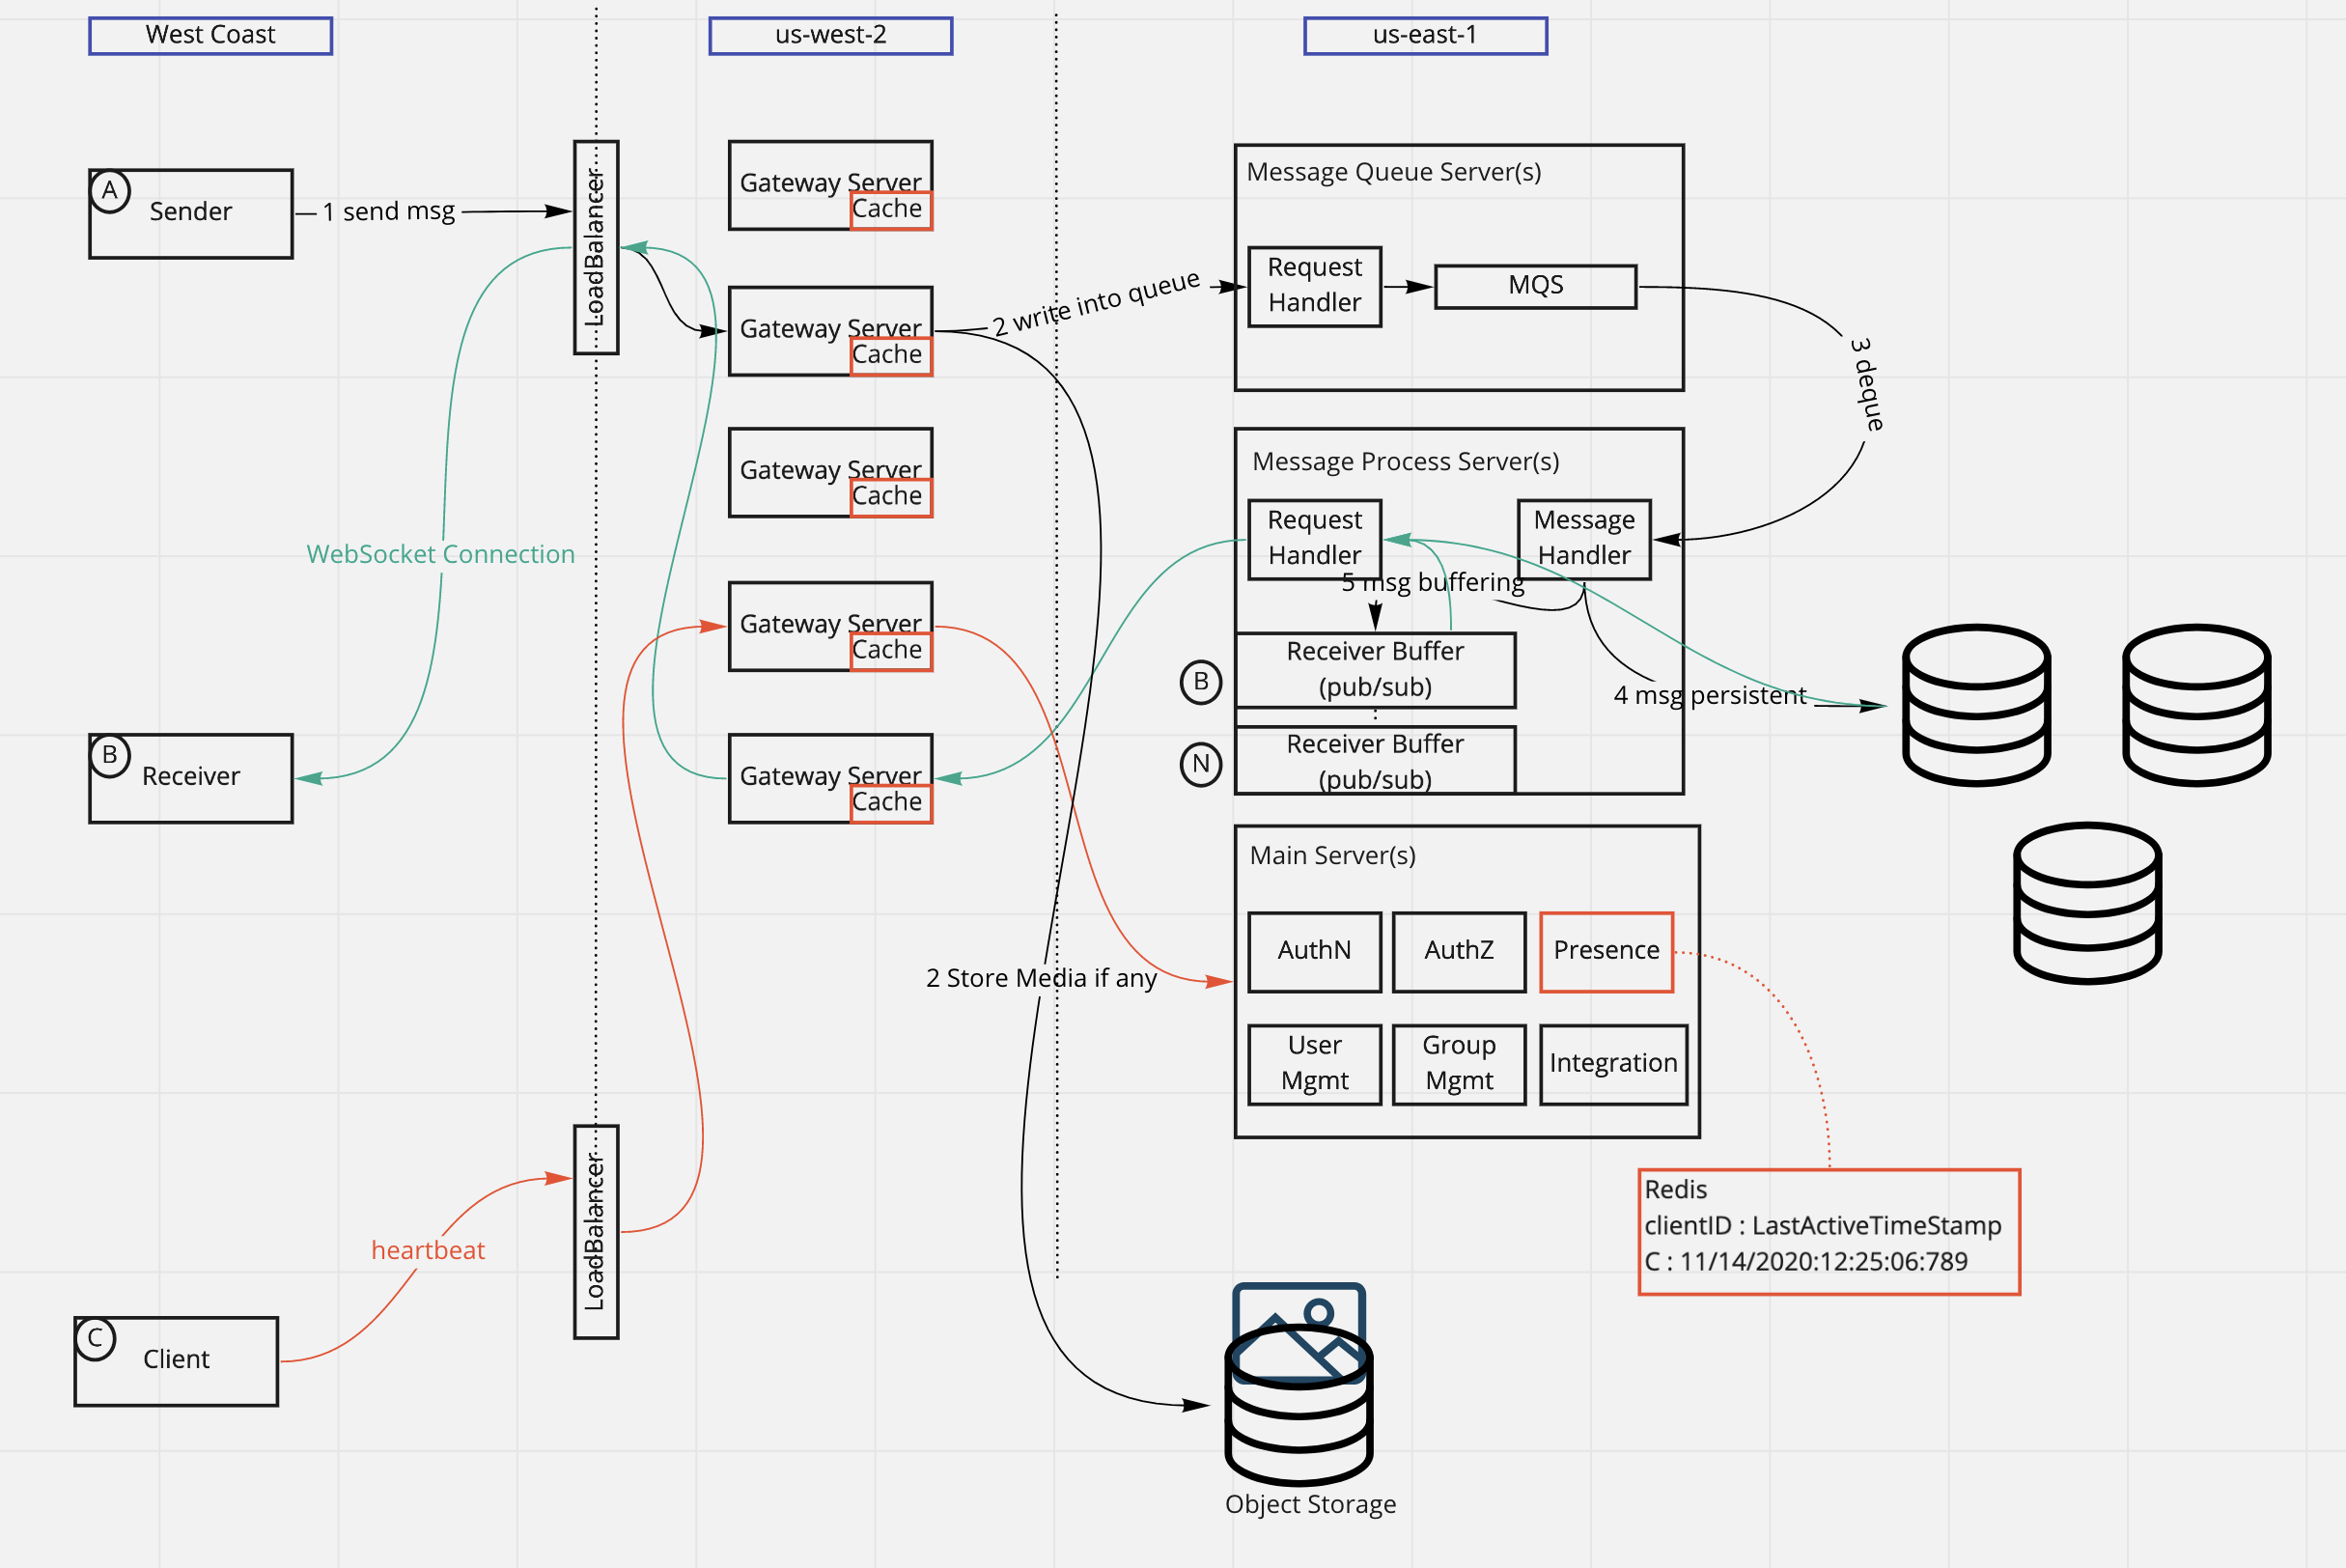 West Coast
us-west-2
us-east-1
A
Sender
1 send msg
LoadBalancer
Gateway Server
Cache
Gateway Server
Cache
2 write into queue
Message Queue Server(s)
Request
Handler
MQS
3 deque
Gateway Server
Cache
Message Process Server(s)
Request
Handler
Message
Handler
WebSocket Connection
5 msg buffering
Gateway Server
Cache
B
Receiver Buffer
(pub/sub)
4 msg persistent
B
Receiver
Gateway Server
Cache
N
Receiver Buffer
(pub/sub)
Main Server(s)
AuthN
AuthZ
Presence
2 Store Media if any
User
Mgmt
Group
Mgmt
Integration
LoadBalancer
heartbeat
Redis
clientID : LastActiveTimeStamp
C : 11/14/2020:12:25:06:789
C
Client
Object Storage